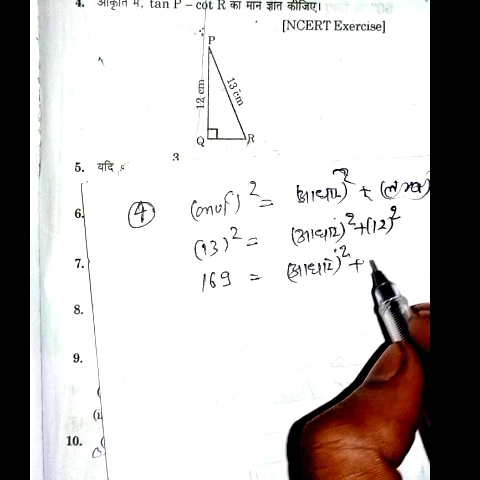 4. आकृति में, tan P – cot R का मान ज्ञात कीजिए।
[NCERT Exercise]
P
12 cm
13 cm
Q
R
3
5. यदि
6.
④ (कर्ण)² = (आधार)² + (लम्ब)
(13)² = (आधार)² + (12)²
7.
169 = (आधार)² +
8.
9.
(i
10.